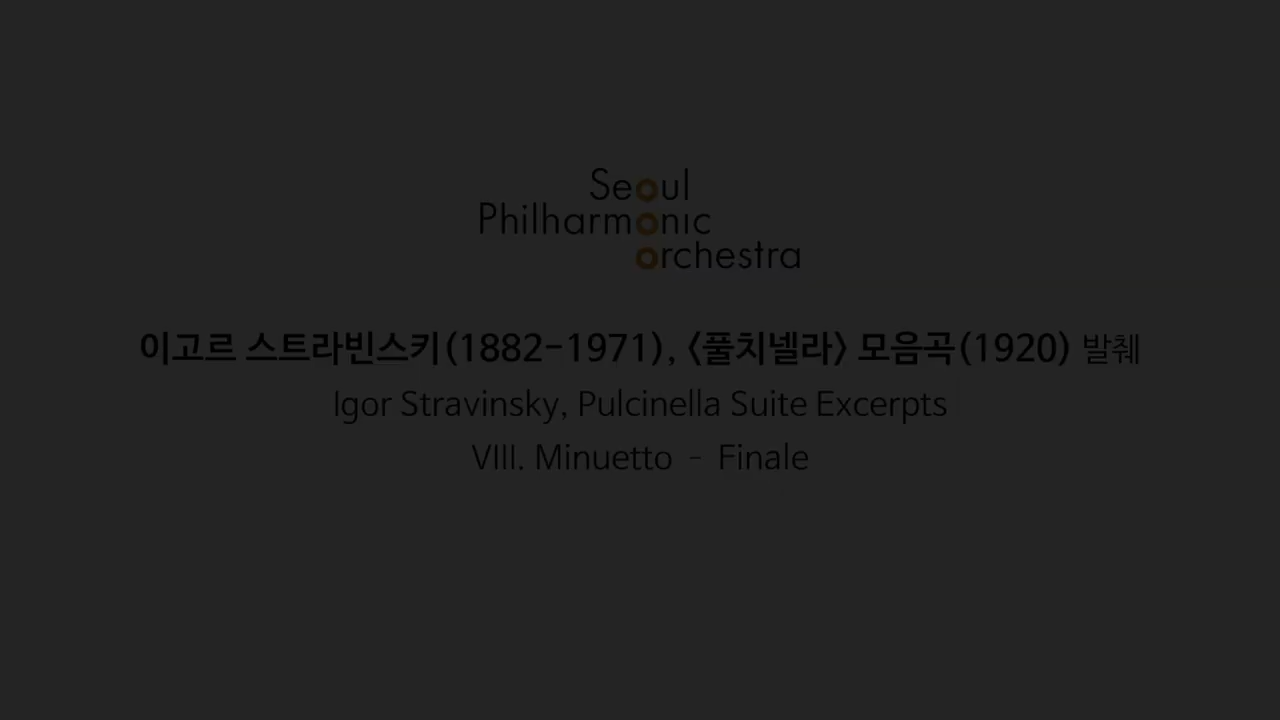 Seoul
Philharmonic
orchestra
이고르 스트라빈스키(1882-1971), <풀치넬라> 모음곡(1920) 발췌
Igor Stravinsky, Pulcinella Suite Excerpts
VIII. Minuetto - Finale